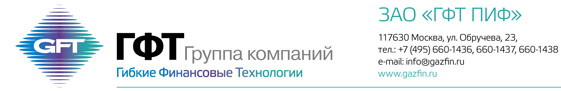 GFT
ГФТ Группа компаний
Гибкие Финансовые Технологии
ЗАО «ГФТ ПИФ»
117630 Москва, ул. Обручева, 23,
тел.: +7 (495) 660-1436, 660-1437, 660-1438
e-mail: info@gazfin.ru
www.gazfin.ru